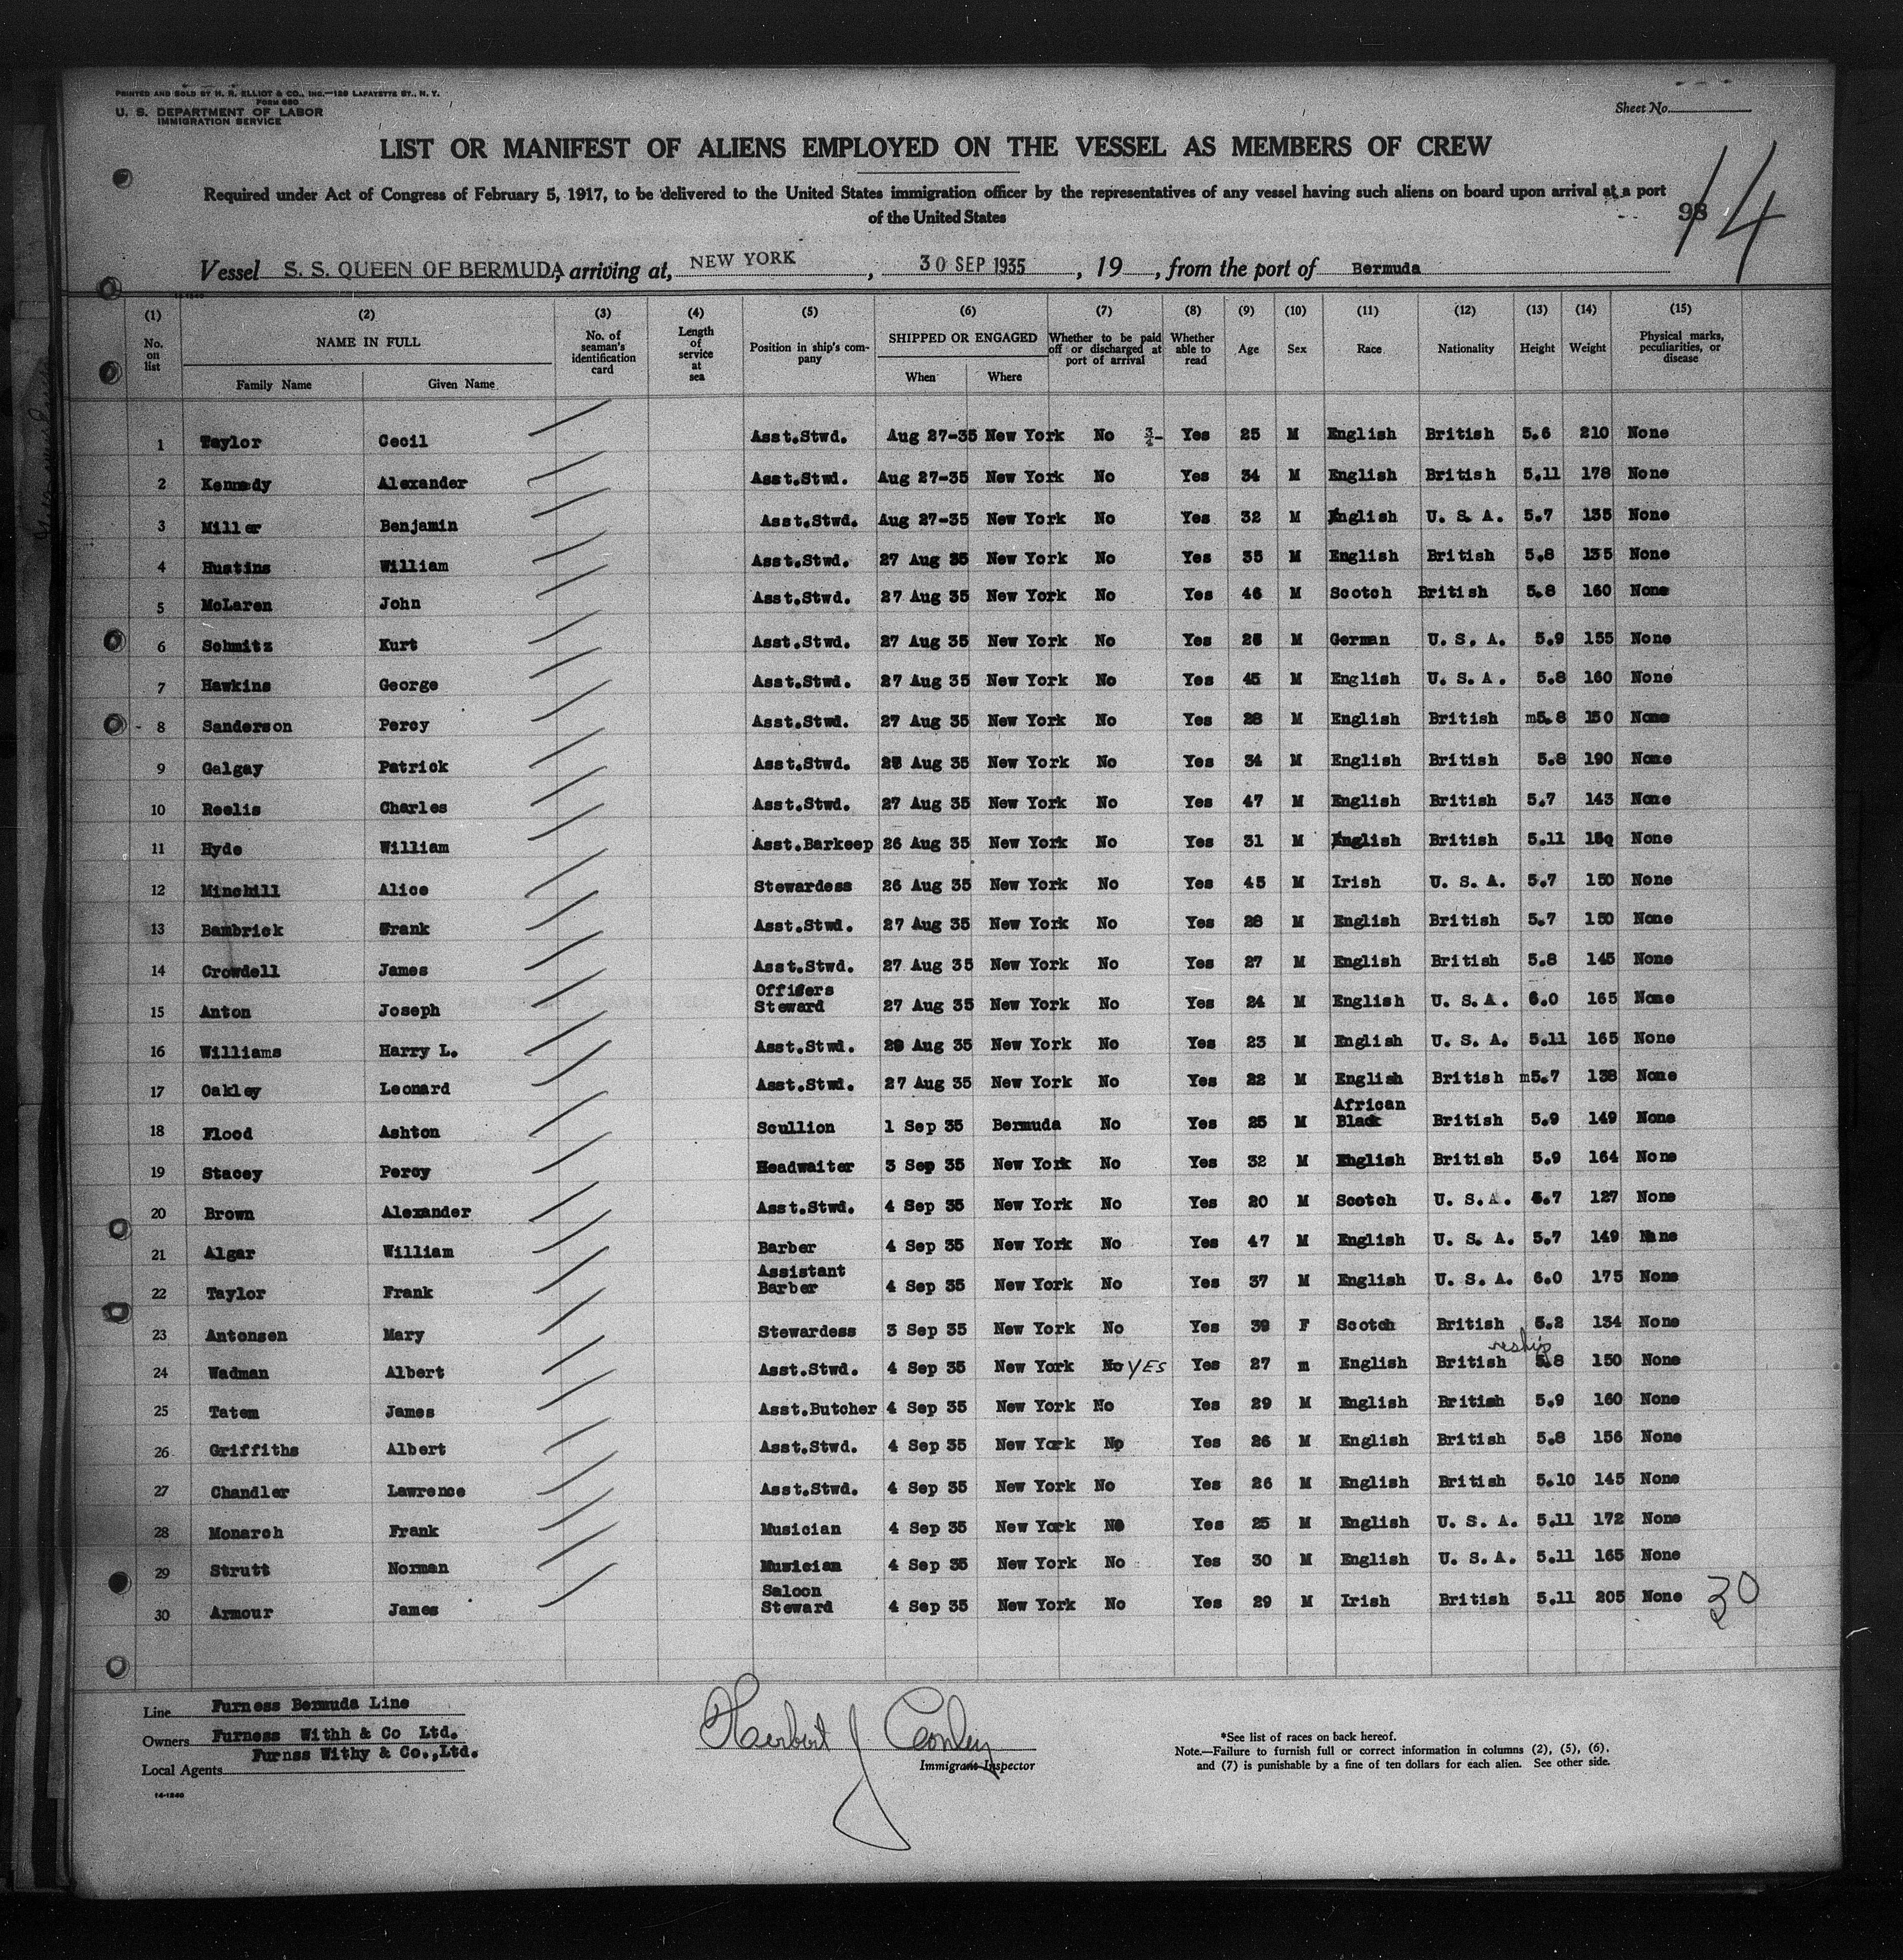 PRINTED AND SOLD BY H. R. ELLIOT & CO., INC.—129 LAFAYETTE ST., N. Y.
FORM 680
U. S. DEPARTMENT OF LABOR
IMMIGRATION SERVICE
Sheet No.
LIST OR MANIFEST OF ALIENS EMPLOYED ON THE VESSEL AS MEMBERS OF CREW
Required under Act of Congress of February 5, 1917, to be delivered to the United States immigration officer by the representatives of any vessel having such aliens on board upon arrival at a port
of the United States
98 14
Vessel S. S. QUEEN OF BERMUDA, arriving at, NEW YORK, 30 SEP 1935, 19, from the port of Bermuda
(1) (2) (3) (4) (5) (6) (7) (8) (9) (10) (11) (12) (13) (14) (15)
No. on list NAME IN FULL Family Name Given Name No. of seaman's identification card Length of service at sea Position in ship's company SHIPPED OR ENGAGED When Where Whether to be paid off or discharged at port of arrival Whether able to read Age Sex Race Nationality Height Weight Physical marks, peculiarities, or disease
1 Taylor Cecil Asst.Stwd. Aug 27-35 New York No 3/4- Yes 25 M English British 5.6 210 None
2 Kennedy Alexander Asst.Stwd. Aug 27-35 New York No Yes 34 M English British 5.11 178 None
3 Miller Benjamin Asst.Stwd. Aug 27-35 New York No Yes 32 M English U. S. A. 5.7 135 None
4 Hustins William Asst.Stwd. 27 Aug 35 New York No Yes 35 M English British 5.8 135 None
5 McLaren John Asst.Stwd. 27 Aug 35 New York No Yes 46 M Scotch British 5.8 160 None
6 Schmitz Kurt Asst.Stwd. 27 Aug 35 New York No Yes M German U. S. A. 5.9 155 None
7 Hawkins George Asst.Stwd. 27 Aug 35 New York No Yes 45 M English U. S. A. 5.8 160 None
8 Sanderson Percy Asst.Stwd. 27 Aug 35 New York No Yes 28 M English British m5.8 150 None
9 Galgay Patrick Asst.Stwd. Aug 35 New York No Yes 34 M English British 5.8 190 None
10 Reelis Charles Asst.Stwd. 27 Aug 35 New York No Yes 47 M English British 5.7 143 None
11 Hyde William Asst.Barkeep 26 Aug 35 New York No Yes 31 M English British 5.11 None
12 Minchill Alice Stewardess 26 Aug 35 New York No Yes 45 M Irish U. S. A. 5.7 150 None
13 Bambrick Frank Asst.Stwd. 27 Aug 35 New York No Yes 28 M English British 5.7 150 None
14 Crowdell James Asst.Stwd. 27 Aug 35 New York No Yes 27 M English British 5.8 145 None
15 Anton Joseph Officers Steward 27 Aug 35 New York No Yes 24 M English U. S. A. 6.0 165 None
16 Williams Harry L. Asst.Stwd. Aug 35 New York No Yes 23 M English U. S. A. 5.11 165 None
17 Oakley Leonard Asst.Stwd. 27 Aug 35 New York No Yes 22 M English British m5.7 138 None
18 Flood Ashton Scullion 1 Sep 35 Bermuda No Yes 25 M African Black British 5.9 149 None
19 Stacey Percy Headwaiter 3 Sep 35 New York No Yes 32 M English British 5.9 164 None
20 Brown Alexander Asst.Stwd. 4 Sep 35 New York No Yes 20 M Scotch U. S. A. 5.7 127 None
21 Algar William Barber 4 Sep 35 New York No Yes 47 M English U. S. A. 5.7 149 None
22 Taylor Frank Assistant Barber 4 Sep 35 New York No Yes 37 M English U. S. A. 6.0 175 None
23 Antonsen Mary Stewardess 3 Sep 35 New York No Yes 39 F Scotch British 5.2 134 None
24 Wadman Albert Asst.Stwd. 4 Sep 35 New York No YES Yes 27 m English British reship 5.8 150 None
25 Tatem James Asst.Butcher 4 Sep 35 New York No Yes 29 M English British 5.9 160 None
26 Griffiths Albert Asst.Stwd. 4 Sep 35 New York No Yes 26 M English British 5.8 156 None
27 Chandler Lawrence Asst.Stwd. 4 Sep 35 New York No Yes 26 M English British 5.10 145 None
28 Monarch Frank Musician 4 Sep 35 New York No Yes 25 M English U. S. A. 5.11 172 None
29 Strutt Norman Musician 4 Sep 35 New York No Yes 30 M English U. S. A. 5.11 165 None
30 Armour James Saloon Steward 4 Sep 35 New York No Yes 29 M Irish British 5.11 205 None 30
Line Furness Bermuda Line
Owners Furness Withh & Co Ltd.
Furnss Withy & Co.,Ltd.
Local Agents
Herbert J Conley
Immigrant Inspector
*See list of races on back hereof.
Note.—Failure to furnish full or correct information in columns (2), (5), (6),
and (7) is punishable by a fine of ten dollars for each alien. See other side.
14-1240